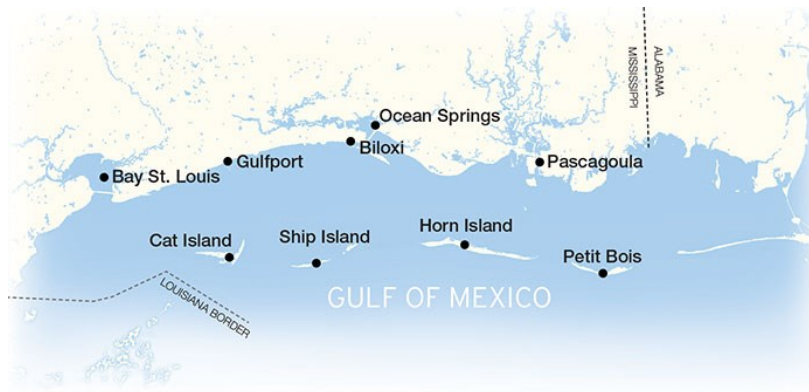 MISSISSIPPI
ALABAMA
Ocean Springs
Biloxi
Gulfport
Pascagoula
Bay St. Louis
Cat Island
Ship Island
Horn Island
Petit Bois
LOUISIANA BORDER
GULF OF MEXICO